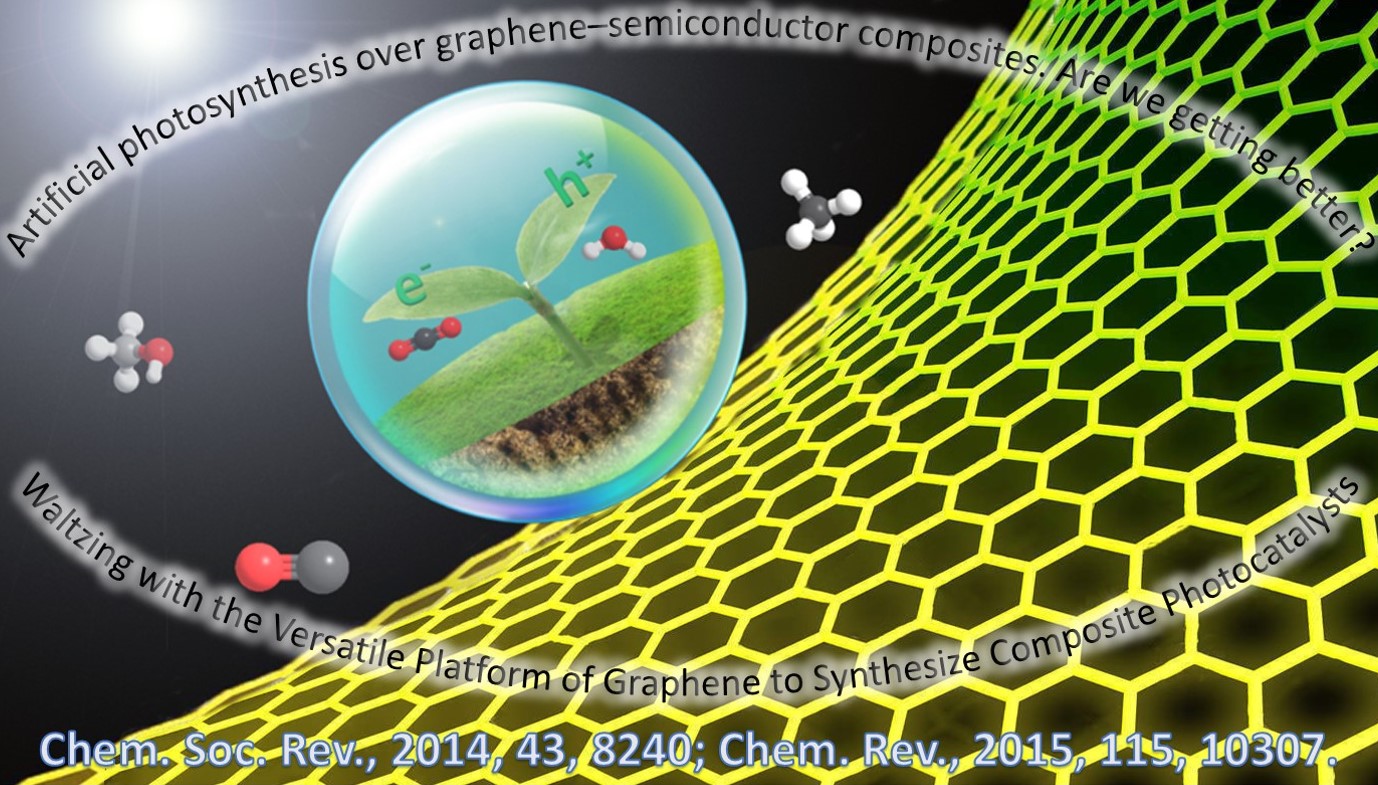 Artificial photosynthesis over graphene–semiconductor composites. Are we getting better?
h+
e-
Waltzing with the Versatile Platform of Graphene to Synthesize Composite Photocatalysts
Chem. Soc. Rev., 2014, 43, 8240; Chem. Rev., 2015, 115, 10307.